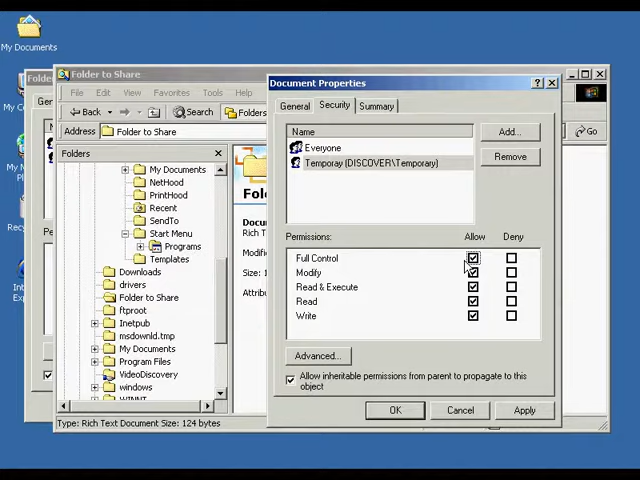 My Documents
Folder to Share
Document Properties
File Edit View Favorites Tools Help
General Security Summary
Back Search Folders
Address Folder to Share
Go
Folders
Name
Everyone
Temporay (DISCOVER\Temporary)
Add...
Remove
My Documents
NetHood
PrintHood
Recent
SendTo
Start Menu
Programs
Templates
Downloads
drivers
Folder to Share
ftproot
Inetpub
msdownld.tmp
My Documents
Program Files
VideoDiscovery
windows
WINNT
Permissions: Allow Deny
Full Control
Modify
Read & Execute
Read
Write
Advanced...
Allow inheritable permissions from parent to propagate to this
object
OK Cancel Apply
Type: Rich Text Document Size: 124 bytes